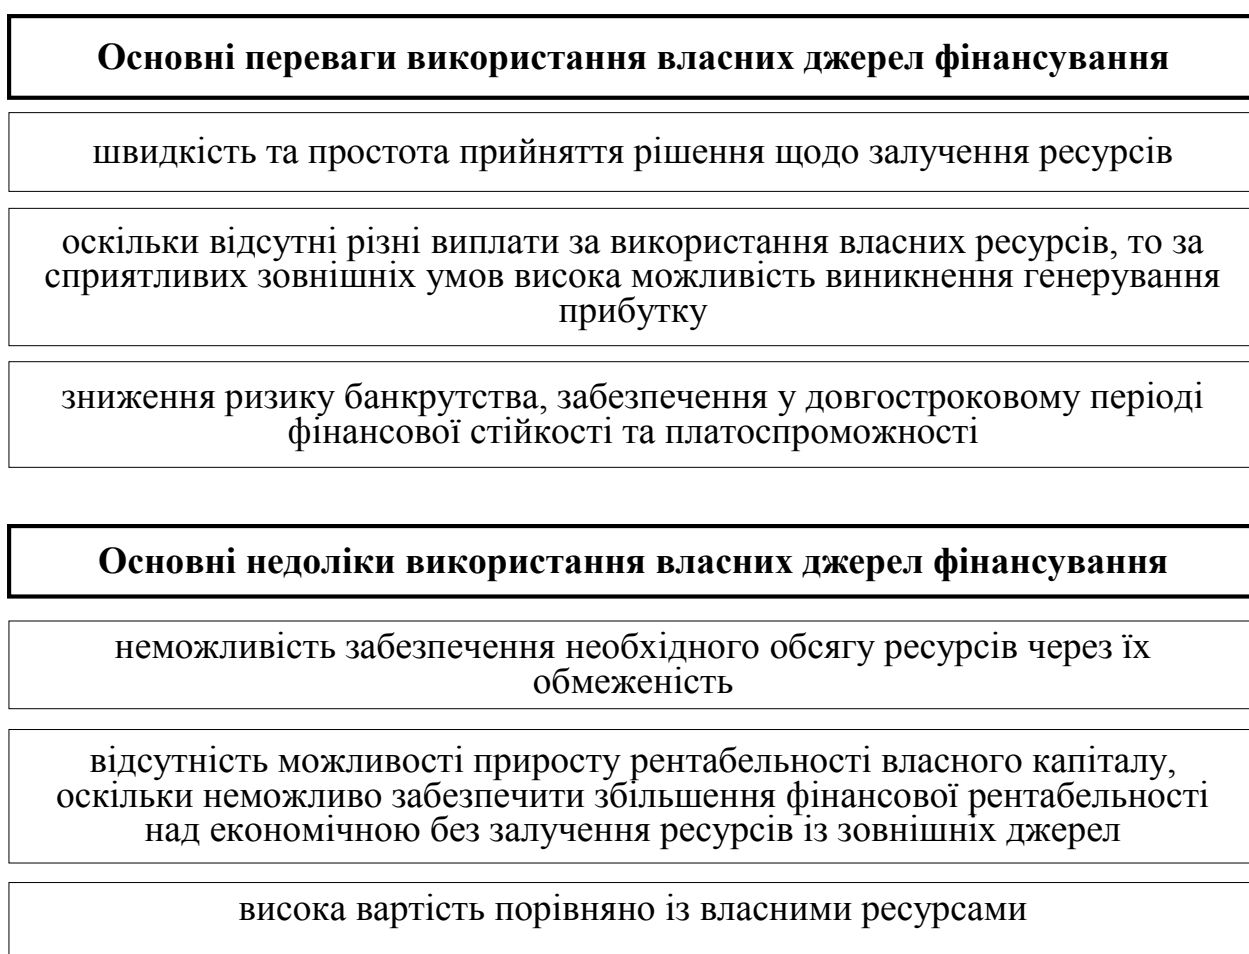 Основні переваги використання власних джерел фінансування
швидкість та простота прийняття рішення щодо залучення ресурсів
оскільки відсутні різні виплати за використання власних ресурсів, то за
сприятливих зовнішніх умов висока можливість виникнення генерування
прибутку
зниження ризику банкрутства, забезпечення у довгостроковому періоді
фінансової стійкості та платоспроможності
Основні недоліки використання власних джерел фінансування
неможливість забезпечення необхідного обсягу ресурсів через їх
обмеженість
відсутність можливості приросту рентабельності власного капіталу,
оскільки неможливо забезпечити збільшення фінансової рентабельності
над економічною без залучення ресурсів із зовнішніх джерел
висока вартість порівняно із власними ресурсами